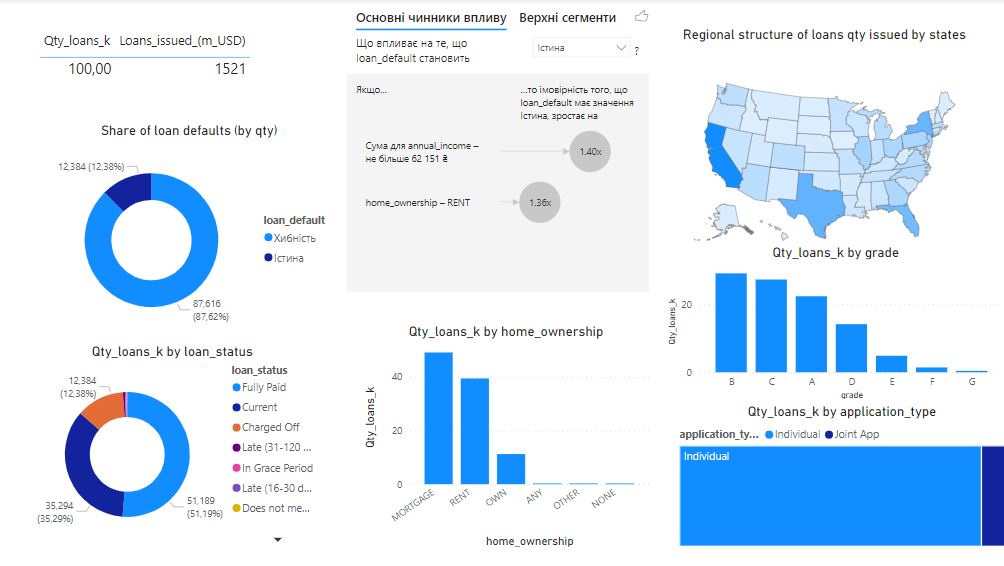 Qty_loans_k Loans_issued_(m_USD)
100,00 1521
Share of loan defaults (by qty)
12,384 (12,38%)
87,616
(87,62%)
loan_default
Хибність
Істина
Qty_loans_k by loan_status
12,384
(12,38%)
35,294
(35,29%)
51,189
(51,19%)
loan_status
Fully Paid
Current
Charged Off
Late (31-120 ...
In Grace Period
Late (16-30 d...
Does not me...
Основні чинники впливу Верхні сегменти
Що впливає на те, що
loan_default становить
Істина
?
Якщо...
...то імовірність того, що
loan_default має значення
Істина, зростає на
Сума для annual_income –
не більше 62 151 ₴
1.40x
home_ownership – RENT
1.36x
Qty_loans_k by home_ownership
Qty_loans_k
40
20
0
MORTGAGE
RENT
OWN
ANY
OTHER
NONE
home_ownership
Regional structure of loans qty issued by states
Qty_loans_k by grade
Qty_loans_k
20
0
B C A D E F G
grade
Qty_loans_k by application_type
application_ty... Individual Joint App
Individual